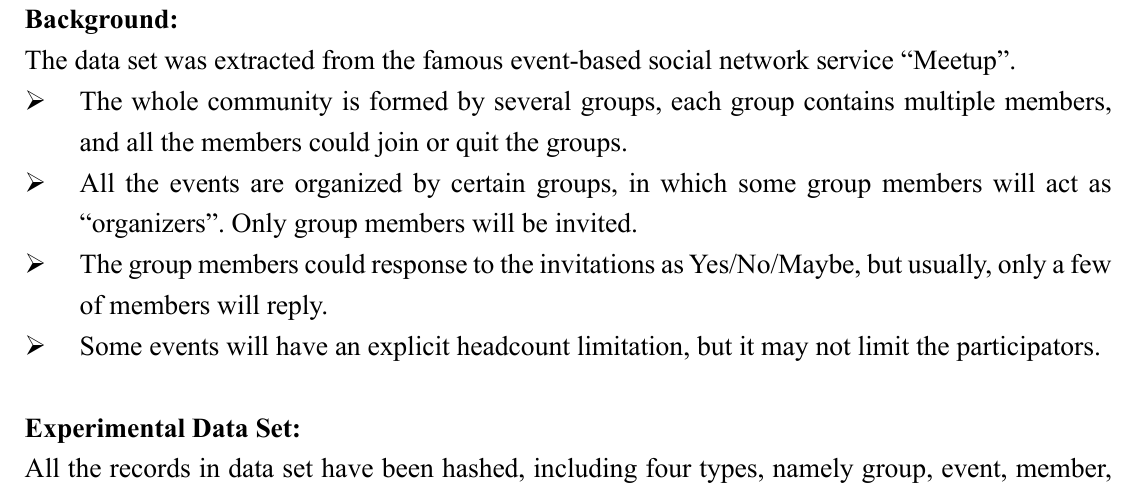 Background:
The data set was extracted from the famous event-based social network service “Meetup”.
➢ The whole community is formed by several groups, each group contains multiple members,
and all the members could join or quit the groups.
➢ All the events are organized by certain groups, in which some group members will act as
“organizers”. Only group members will be invited.
➢ The group members could response to the invitations as Yes/No/Maybe, but usually, only a few
of members will reply.
➢ Some events will have an explicit headcount limitation, but it may not limit the participators.
Experimental Data Set:
All the records in data set have been hashed, including four types, namely group, event, member,